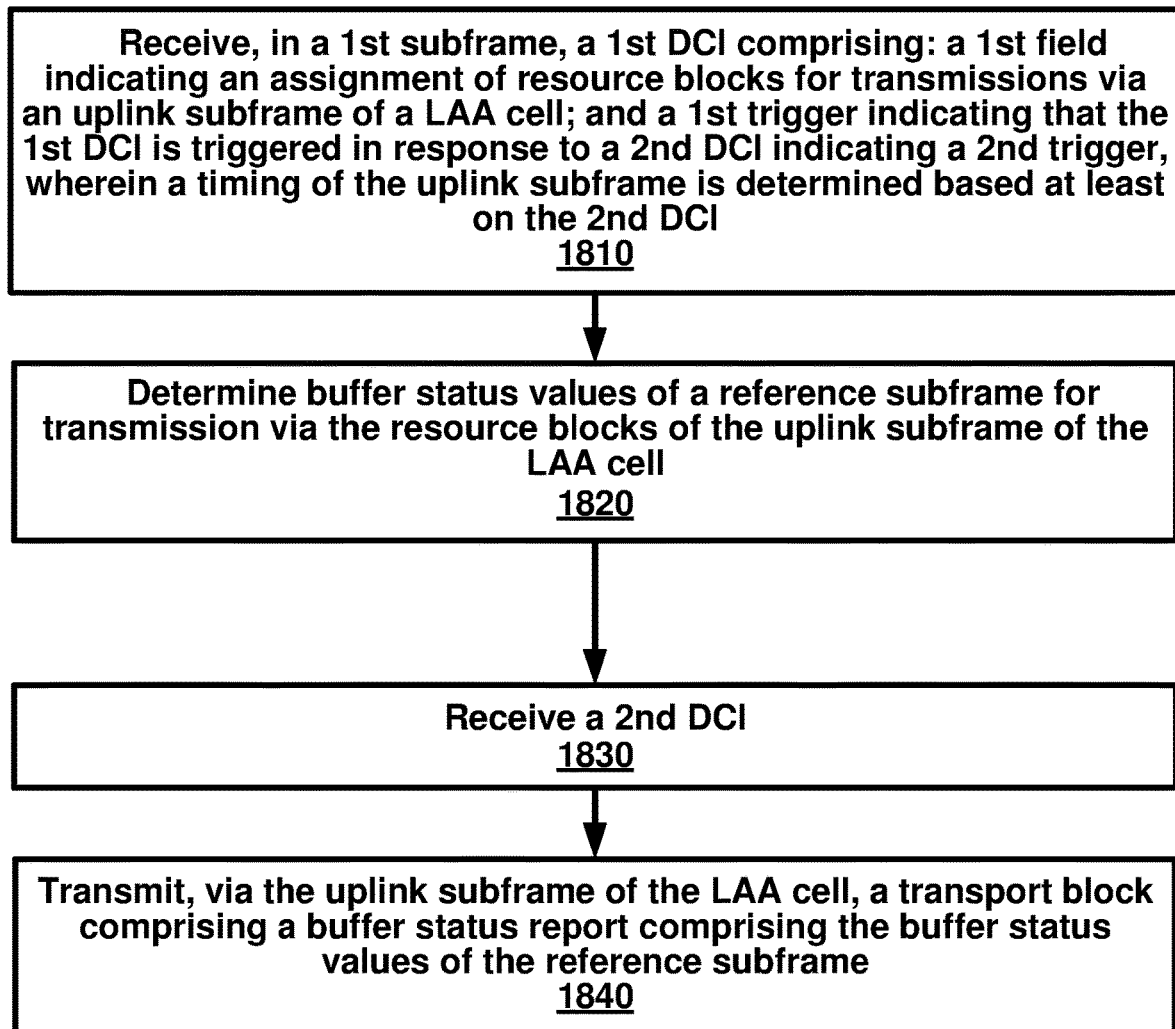 Receive, in a 1st subframe, a 1st DCI comprising: a 1st field
indicating an assignment of resource blocks for transmissions via
an uplink subframe of a LAA cell; and a 1st trigger indicating that the
1st DCI is triggered in response to a 2nd DCI indicating a 2nd trigger,
wherein a timing of the uplink subframe is determined based at least
on the 2nd DCI
1810
Determine buffer status values of a reference subframe for
transmission via the resource blocks of the uplink subframe of the
LAA cell
1820
Receive a 2nd DCI
1830
Transmit, via the uplink subframe of the LAA cell, a transport block
comprising a buffer status report comprising the buffer status
values of the reference subframe
1840